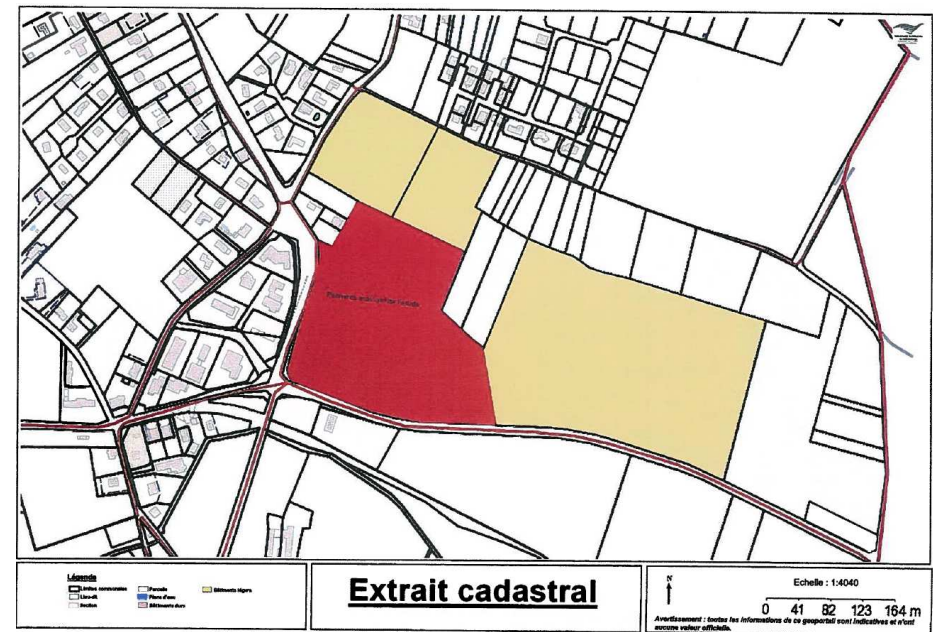 Légende
Limites communales
Lieu-dit
Section
Parcelle
Plans d'eau
Bâtiments durs
Bâtiments légers
Extrait cadastral
N
Echelle : 1:4040
0 41 82 123 164 m
Avertissement : toutes les informations de ce geoportail sont indicatives et n'ont
aucune valeur officielle.